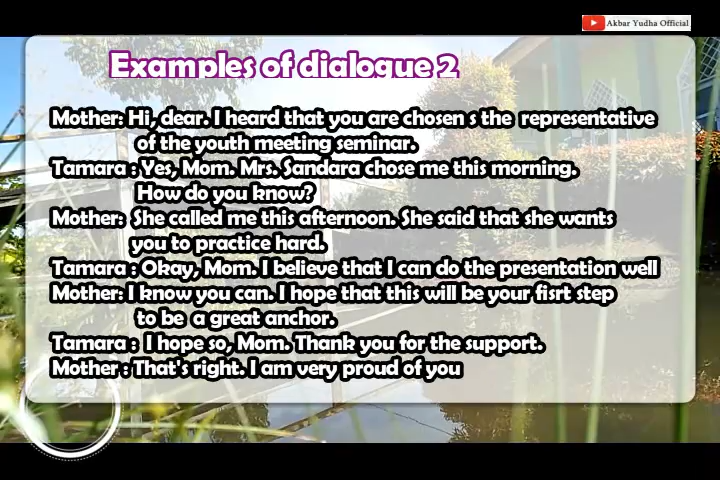 Akbar Yudha Official
Examples of dialogue 2
Mother: Hi, dear. I heard that you are chosen s the representative
of the youth meeting seminar.
Tamara : Yes, Mom. Mrs. Sandara chose me this morning.
How do you know?
Mother: She called me this afternoon. She said that she wants
you to practice hard.
Tamara : Okay, Mom. I believe that I can do the presentation well
Mother: I know you can. I hope that this will be your fisrt step
to be a great anchor.
Tamara : I hope so, Mom. Thank you for the support.
Mother : That's right. I am very proud of you